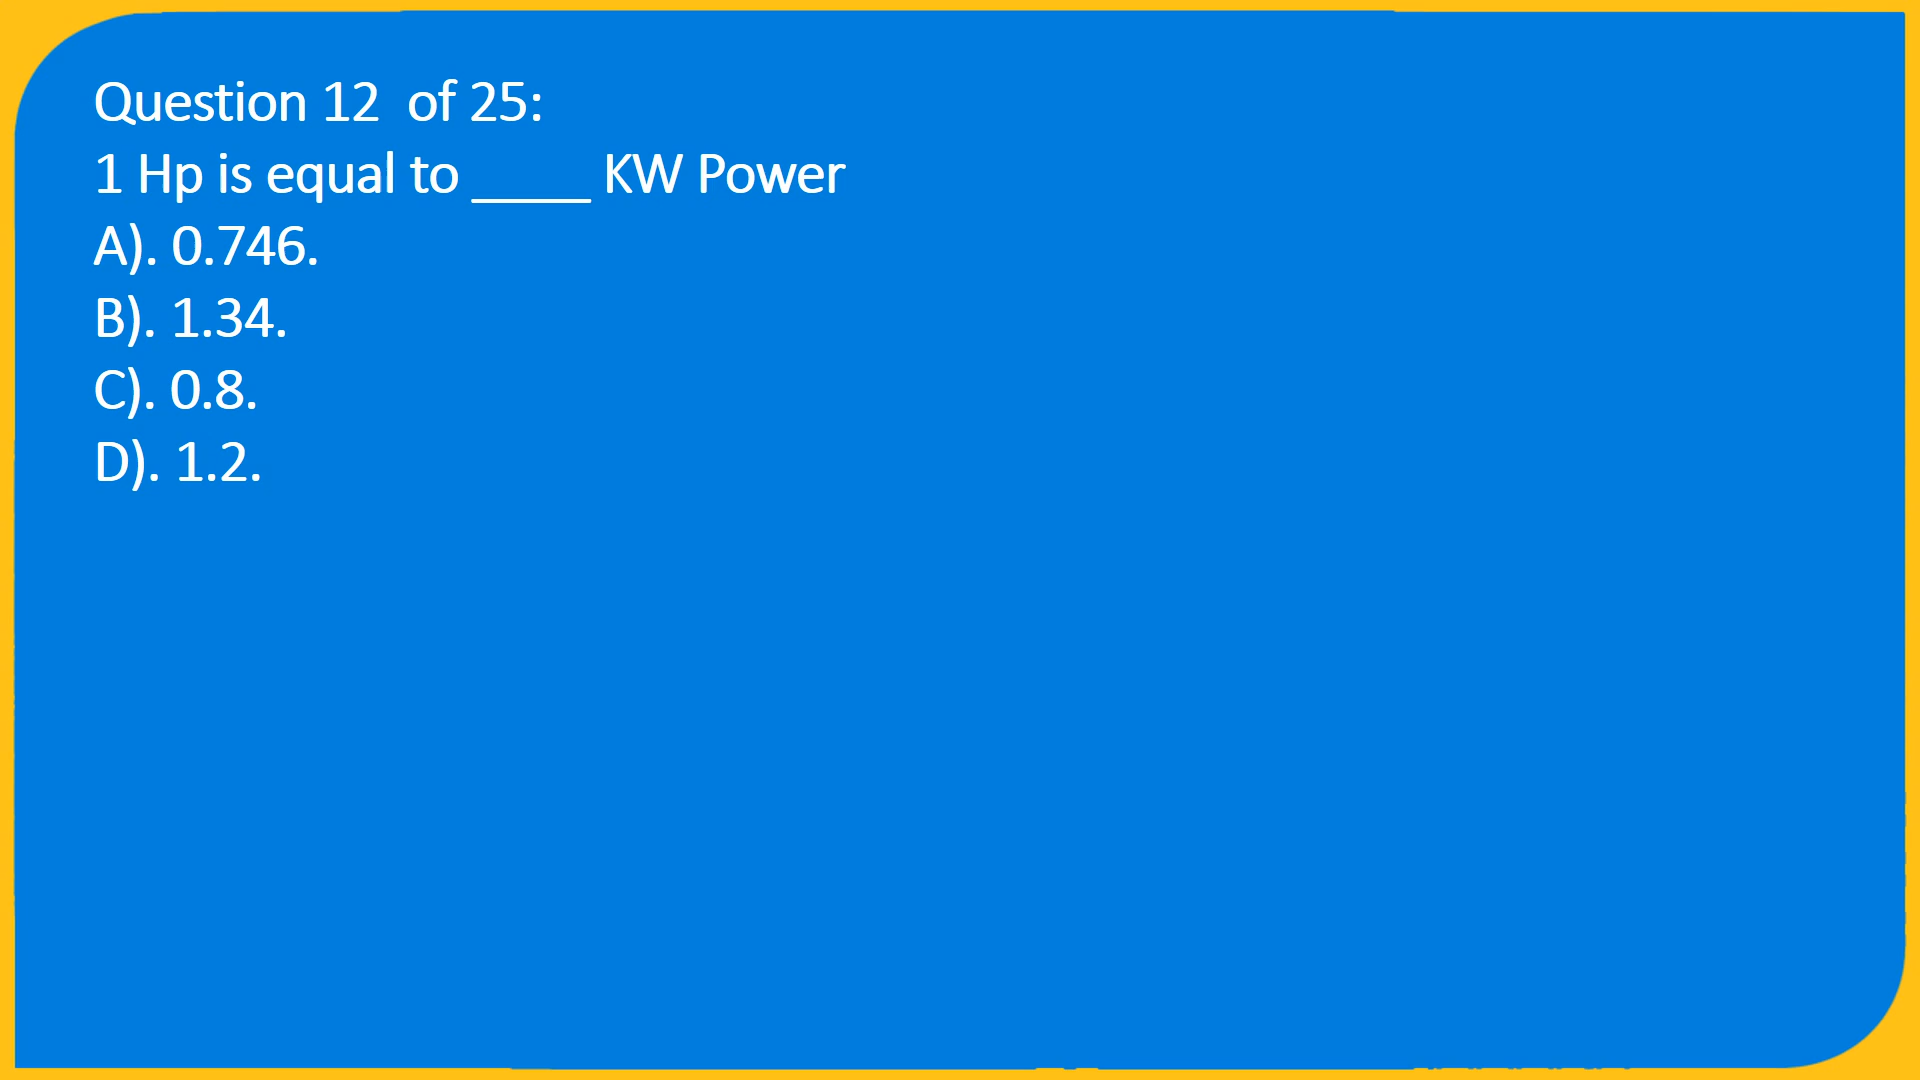 Question 12  of 25:
1 Hp is equal to _____ KW Power
A). 0.746.
B). 1.34.
C). 0.8.
D). 1.2.